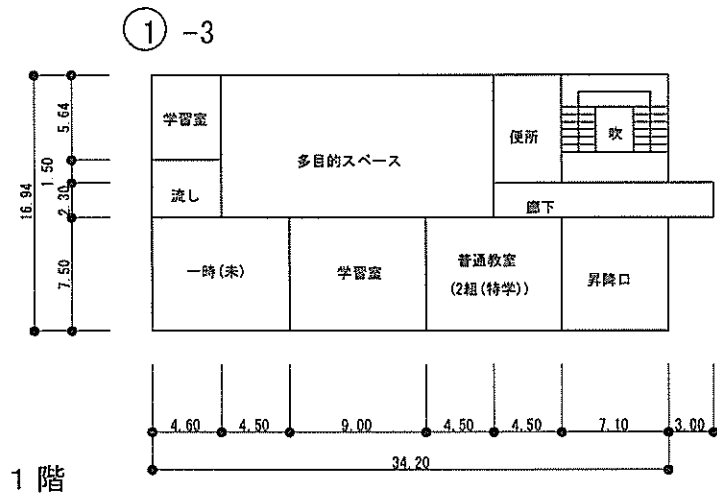 ① -3
学習室
多目的スペース
便所
吹
流し
廊下
一時(未)
学習室
普通教室
(2組(特学))
昇降口
16.94
5.64
1.50
2.30
7.50
4.60 4.50 9.00 4.50 4.50 7.10 3.00
34.20
1階